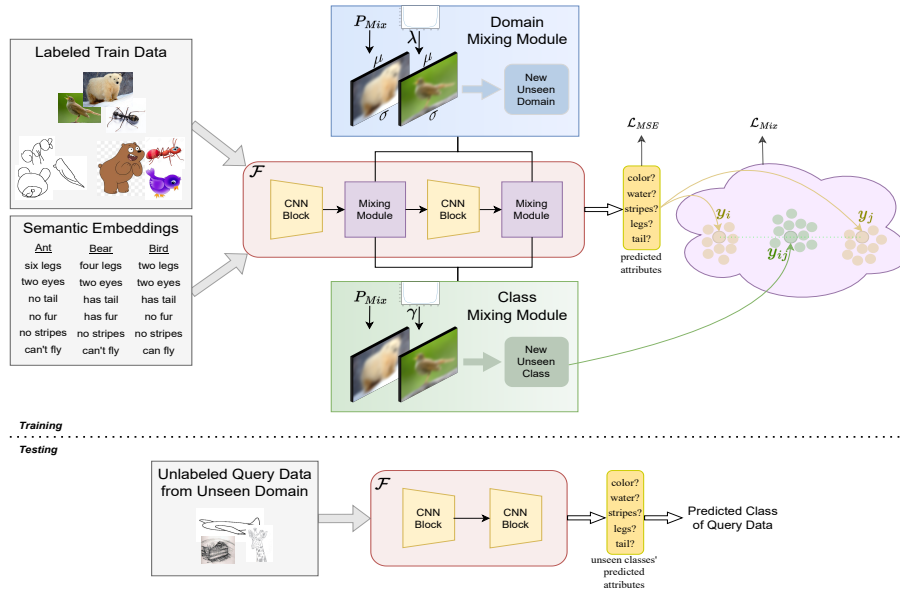 Domain
Mixing Module
P_Mix
λ
μ
μ
σ
σ
New
Unseen
Domain
Labeled Train Data
Semantic Embeddings
Ant Bear Bird
six legs four legs two legs
two eyes two eyes two eyes
no tail has tail has tail
no fur has fur no fur
no stripes no stripes no stripes
can't fly can't fly can fly
F
CNN
Block
Mixing
Module
CNN
Block
Mixing
Module
L_MSE
L_Mix
color?
water?
stripes?
legs?
tail?
predicted
attributes
y_i
y_ij
y_j
Class
Mixing Module
P_Mix
γ
New
Unseen
Class
Training
Testing
Unlabeled Query Data
from Unseen Domain
F
CNN
Block
CNN
Block
color?
water?
stripes?
legs?
tail?
unseen classes'
predicted
attributes
Predicted Class
of Query Data